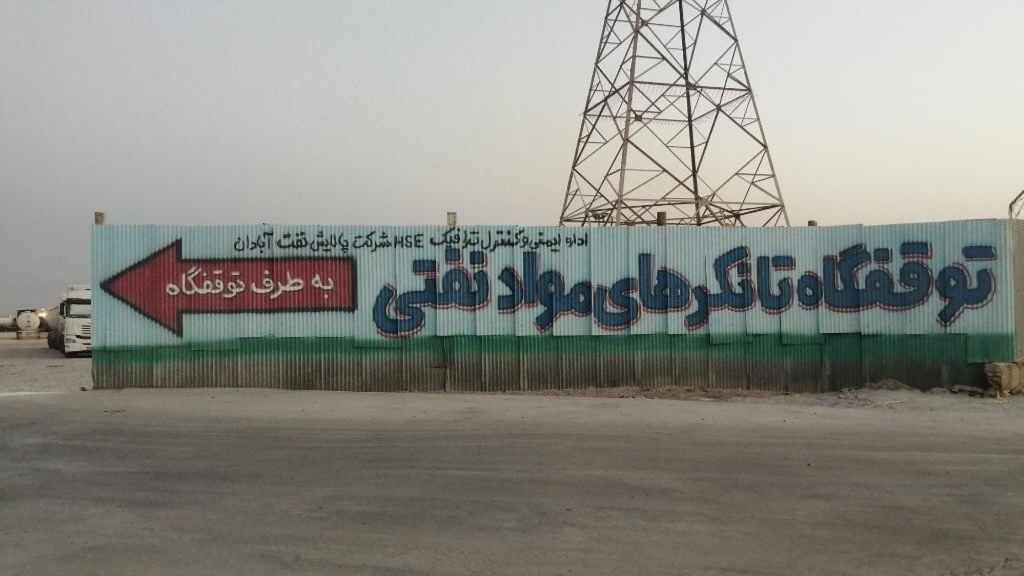 اداره ایمنی و کنترل ترافیک HSE شرکت پالایش نفت آبادان
توقفگاه تانکرهای مواد نفتی
به طرف توقفگاه